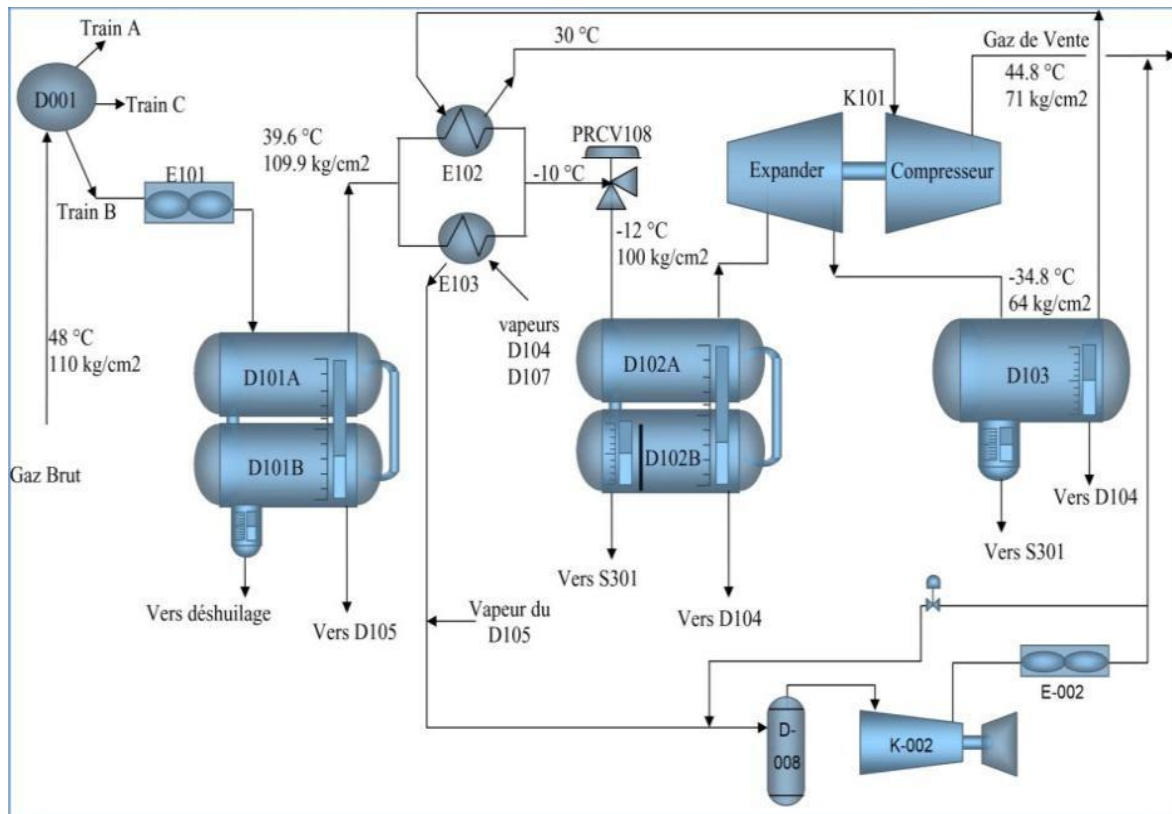 Train A
D001
Train C
Train B
E101
48 °C
110 kg/cm2
Gaz Brut
39.6 °C
109.9 kg/cm2
D101A
D101B
Vers déshuilage
Vers D105
30 °C
E102
-10 °C
E103
vapeurs
D104
D107
Vapeur du
D105
PRCV108
-12 °C
100 kg/cm2
D102A
D102B
Vers S301
Vers D104
K101
Expander
Compresseur
Gaz de Vente
44.8 °C
71 kg/cm2
-34.8 °C
64 kg/cm2
D103
Vers D104
Vers S301
D-
008
K-002
E-002